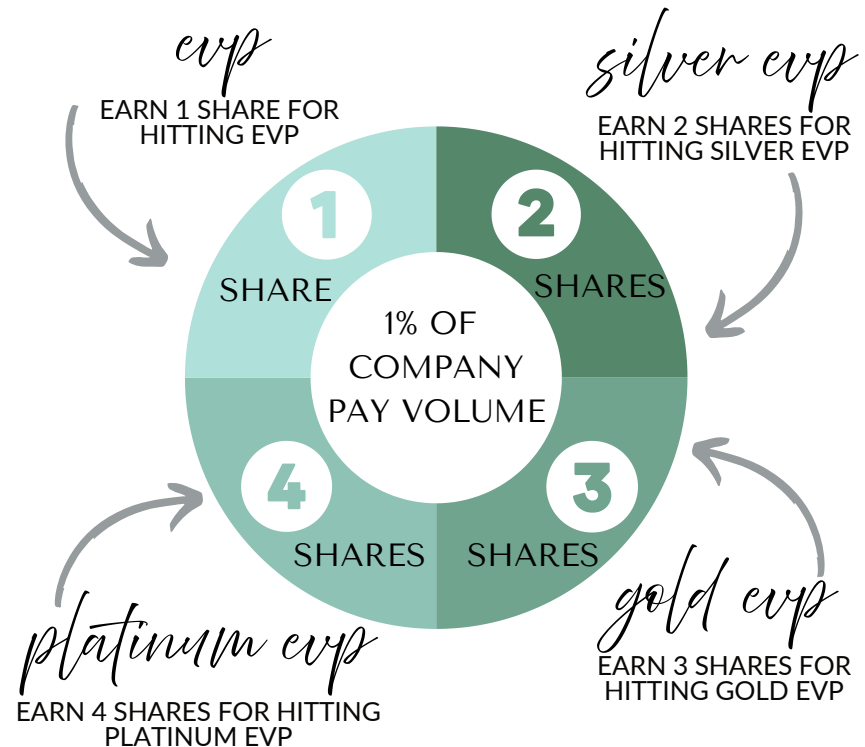 evp
EARN 1 SHARE FOR
HITTING EVP
silver evp
EARN 2 SHARES FOR
HITTING SILVER EVP
1
SHARE
2
SHARES
1% OF
COMPANY
PAY VOLUME
4
SHARES
3
SHARES
platinum evp
EARN 4 SHARES FOR HITTING
PLATINUM EVP
gold evp
EARN 3 SHARES FOR
HITTING GOLD EVP